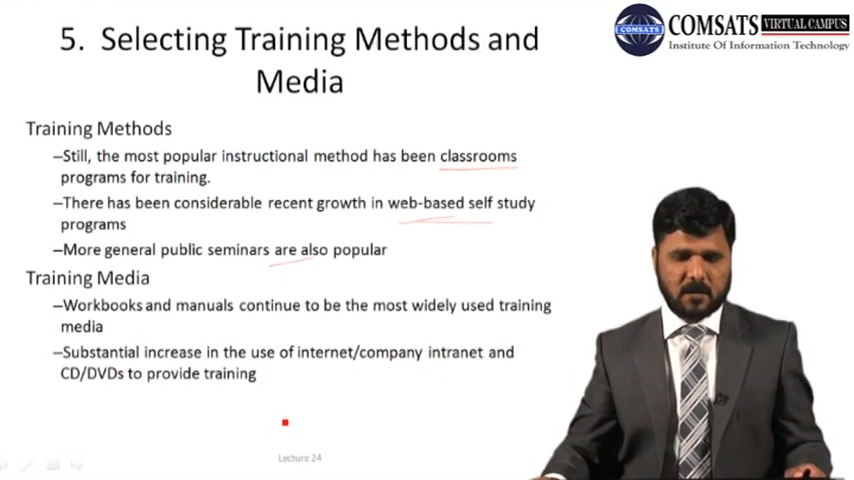 5. Selecting Training Methods and
Media
COMSATS
COMSATS VIRTUAL CAMPUS
Institute Of Information Technology
Training Methods
–Still, the most popular instructional method has been classrooms
programs for training.
–There has been considerable recent growth in web-based self study
programs
–More general public seminars are also popular
Training Media
–Workbooks and manuals continue to be the most widely used training
media
–Substantial increase in the use of internet/company intranet and
CD/DVDs to provide training
Lecture 24